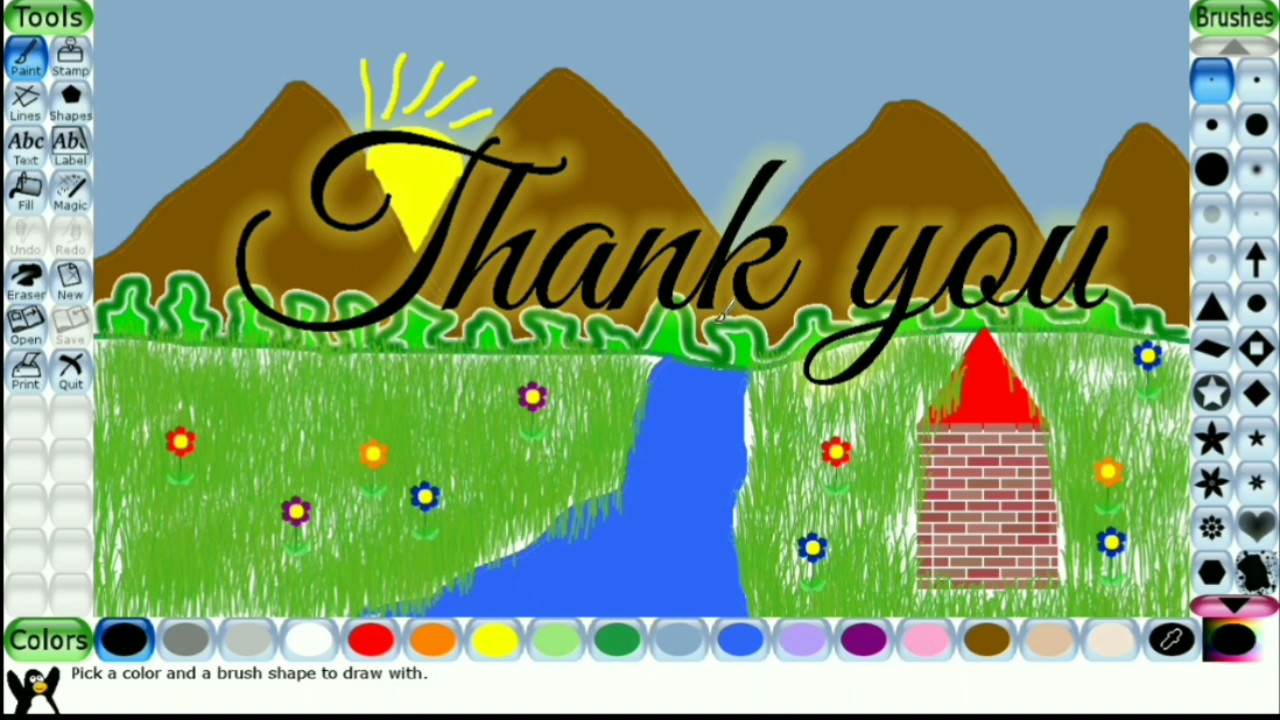 Tools
Brushes
Paint
Stamp
Lines
Shapes
Abc
Text
Abc
Label
Fill
Magic
Undo
Redo
Eraser
New
Open
Save
Print
Quit
Thank you
Colors
Pick a color and a brush shape to draw with.